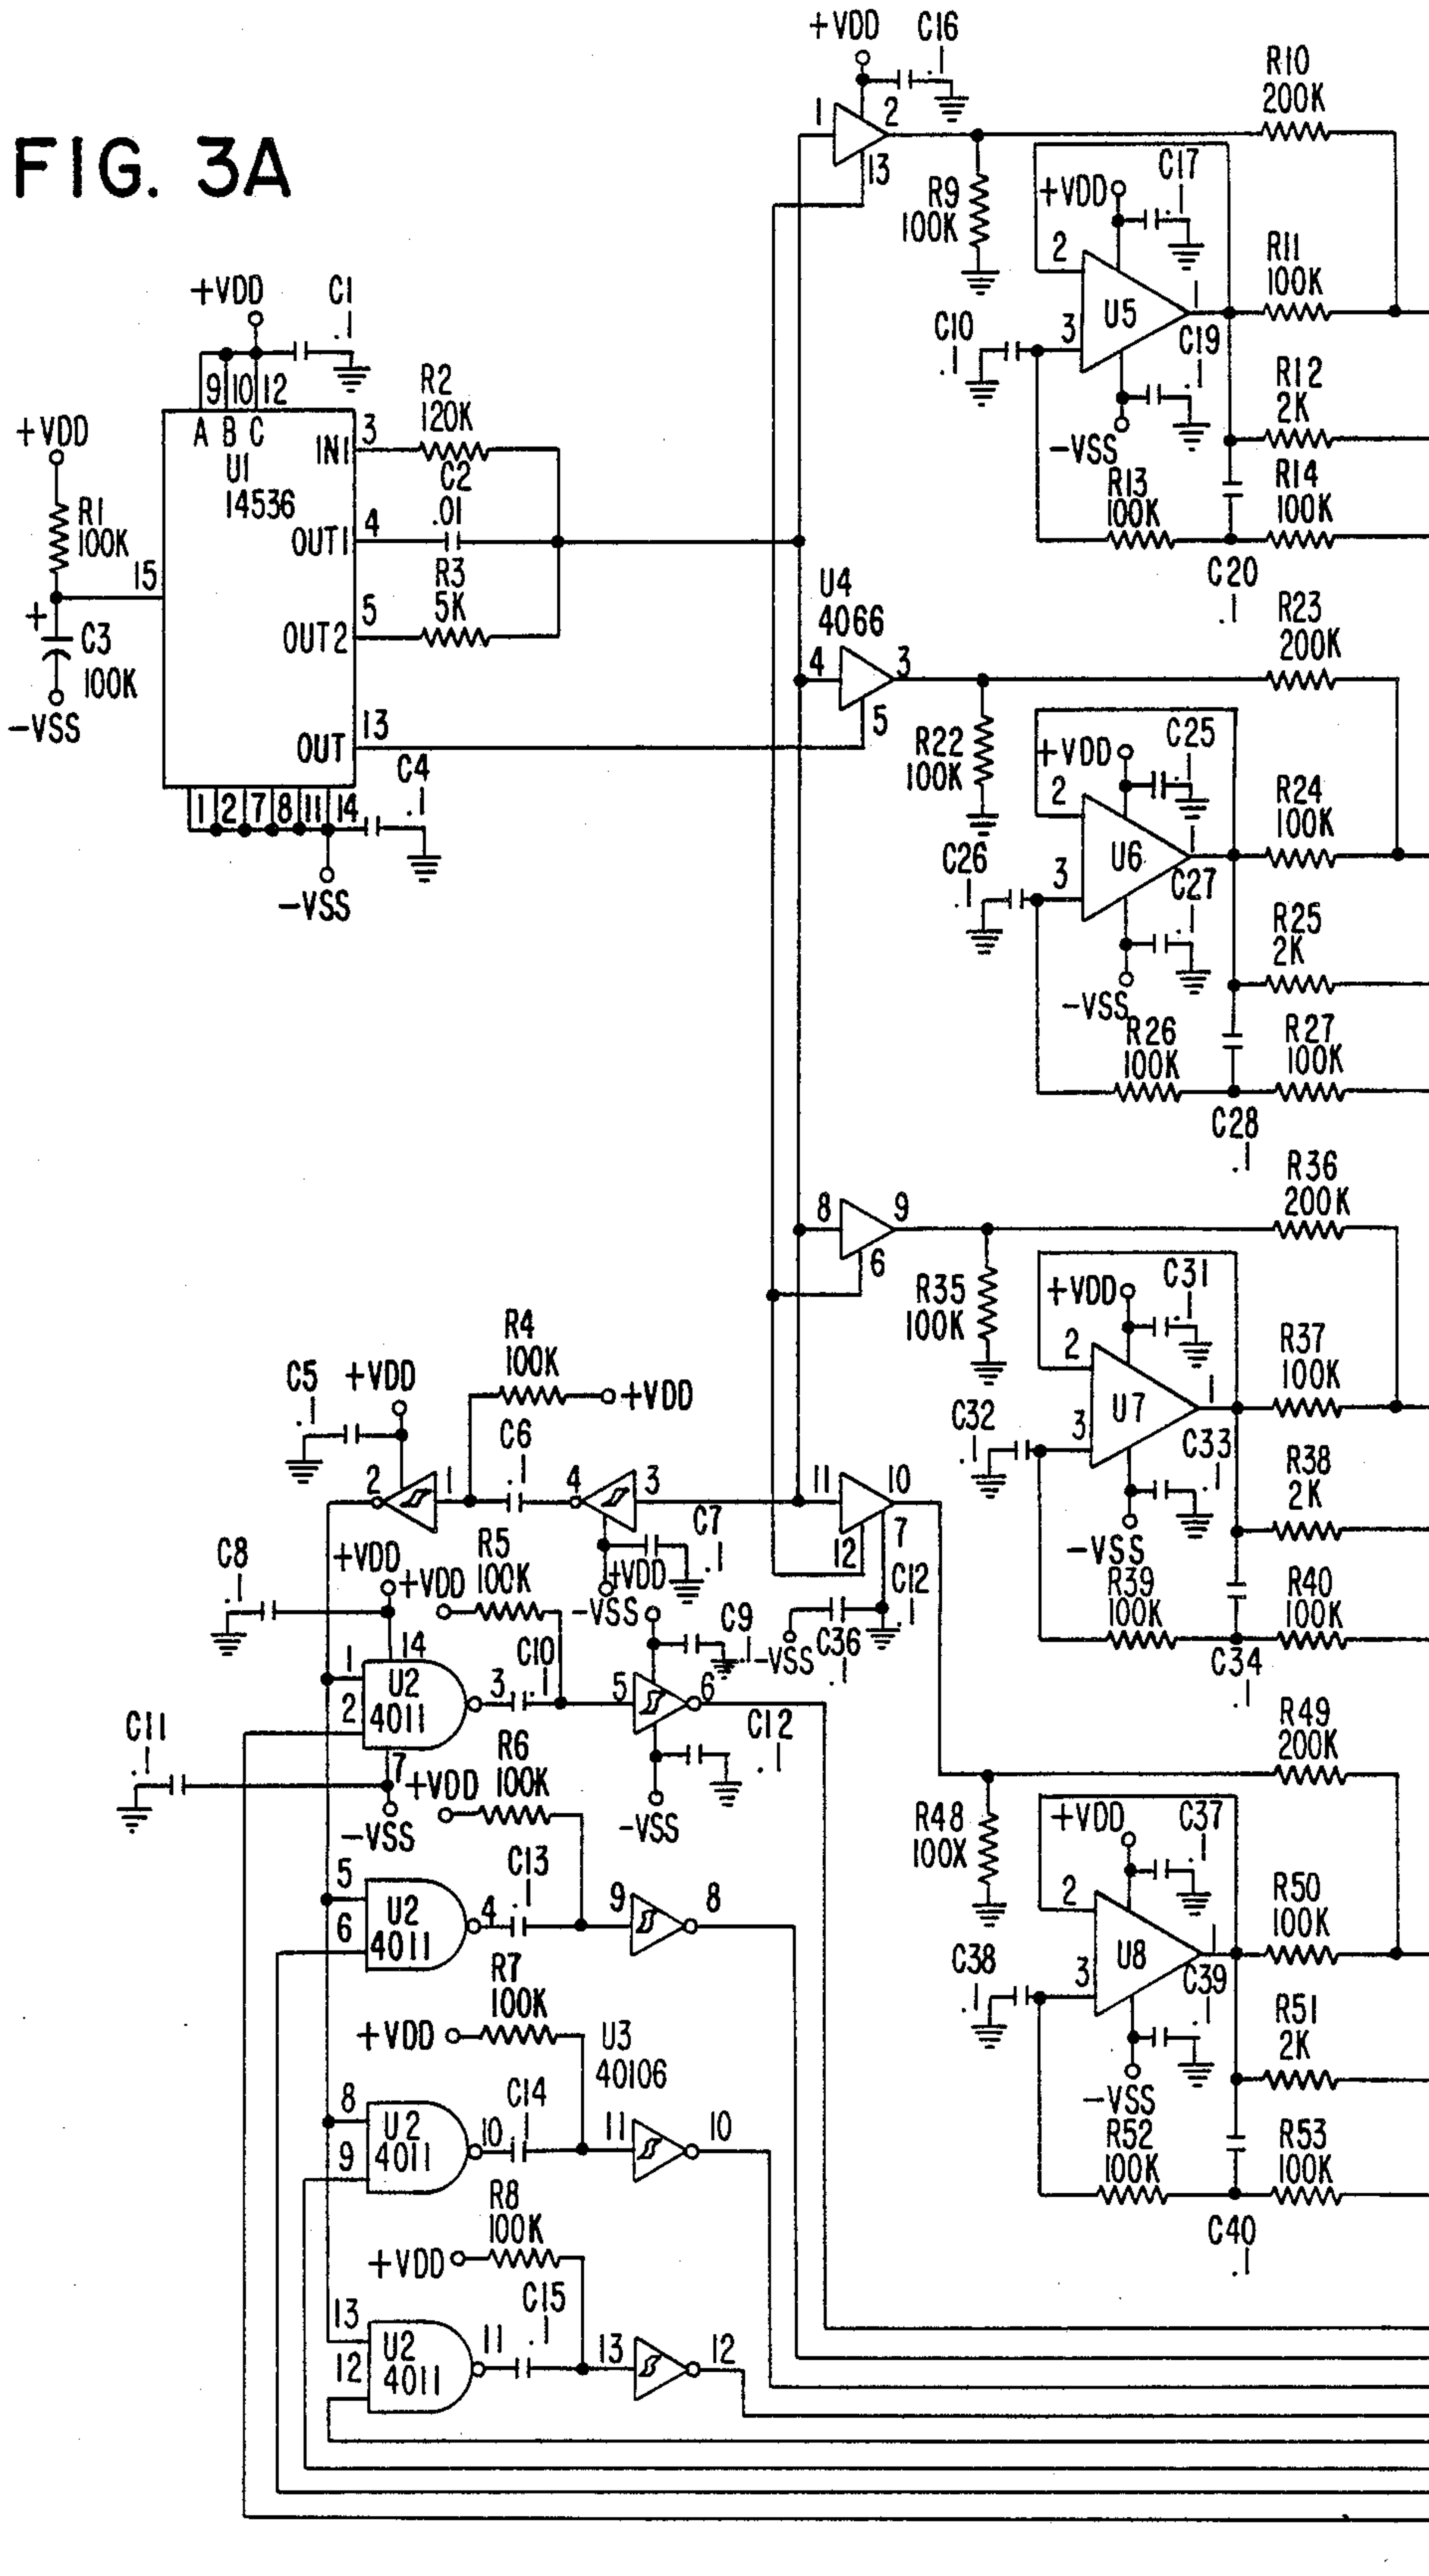 FIG. 3A
+VDD
C16
.1
1
2
13
R10
200K
R9
100K
+VDD
C17
.1
2
3
U5
1
C10
.1
C19
.1
-VSS
R11
100K
R12
2K
R13
100K
R14
100K
C20
.1
+VDD
C1
.1
9
10
12
A B C
U1
14536
IN1
3
R2
120K
C2
.01
OUT1
4
R3
5K
OUT2
5
OUT
13
+VDD
R1
100K
15
+
C3
100K
-VSS
1
2
7
8
11
14
C4
.1
-VSS
U4
4066
4
3
5
R23
200K
R22
100K
+VDD
C25
.1
2
3
U6
1
C26
.1
C27
.1
-VSS
R24
100K
R25
2K
R26
100K
R27
100K
C28
.1
8
9
6
R36
200K
R35
100K
+VDD
C31
.1
2
3
U7
1
C32
.1
C33
.1
-VSS
R37
100K
R38
2K
R39
100K
R40
100K
C34
.1
R4
100K
+VDD
C5
.1
+VDD
2
1
C6
.1
4
3
C7
.1
+VDD
11
10
12
7
C12
.1
-VSS
C36
.1
C8
.1
+VDD
+VDD
R5
100K
-VSS
C9
.1
14
1
2
U2
4011
3
C10
.1
5
6
7
C11
.1
-VSS
C12
.1
-VSS
+VDD
R6
100K
5
6
U2
4011
4
C13
.1
9
8
R7
100K
+VDD
U3
40106
8
9
U2
4011
10
C14
.1
11
10
R8
100K
+VDD
13
12
U2
4011
11
C15
.1
13
12
R49
200K
R48
100X
+VDD
C37
.1
2
3
U8
1
C38
.1
C39
.1
-VSS
R50
100K
R51
2K
R52
100K
R53
100K
C40
.1